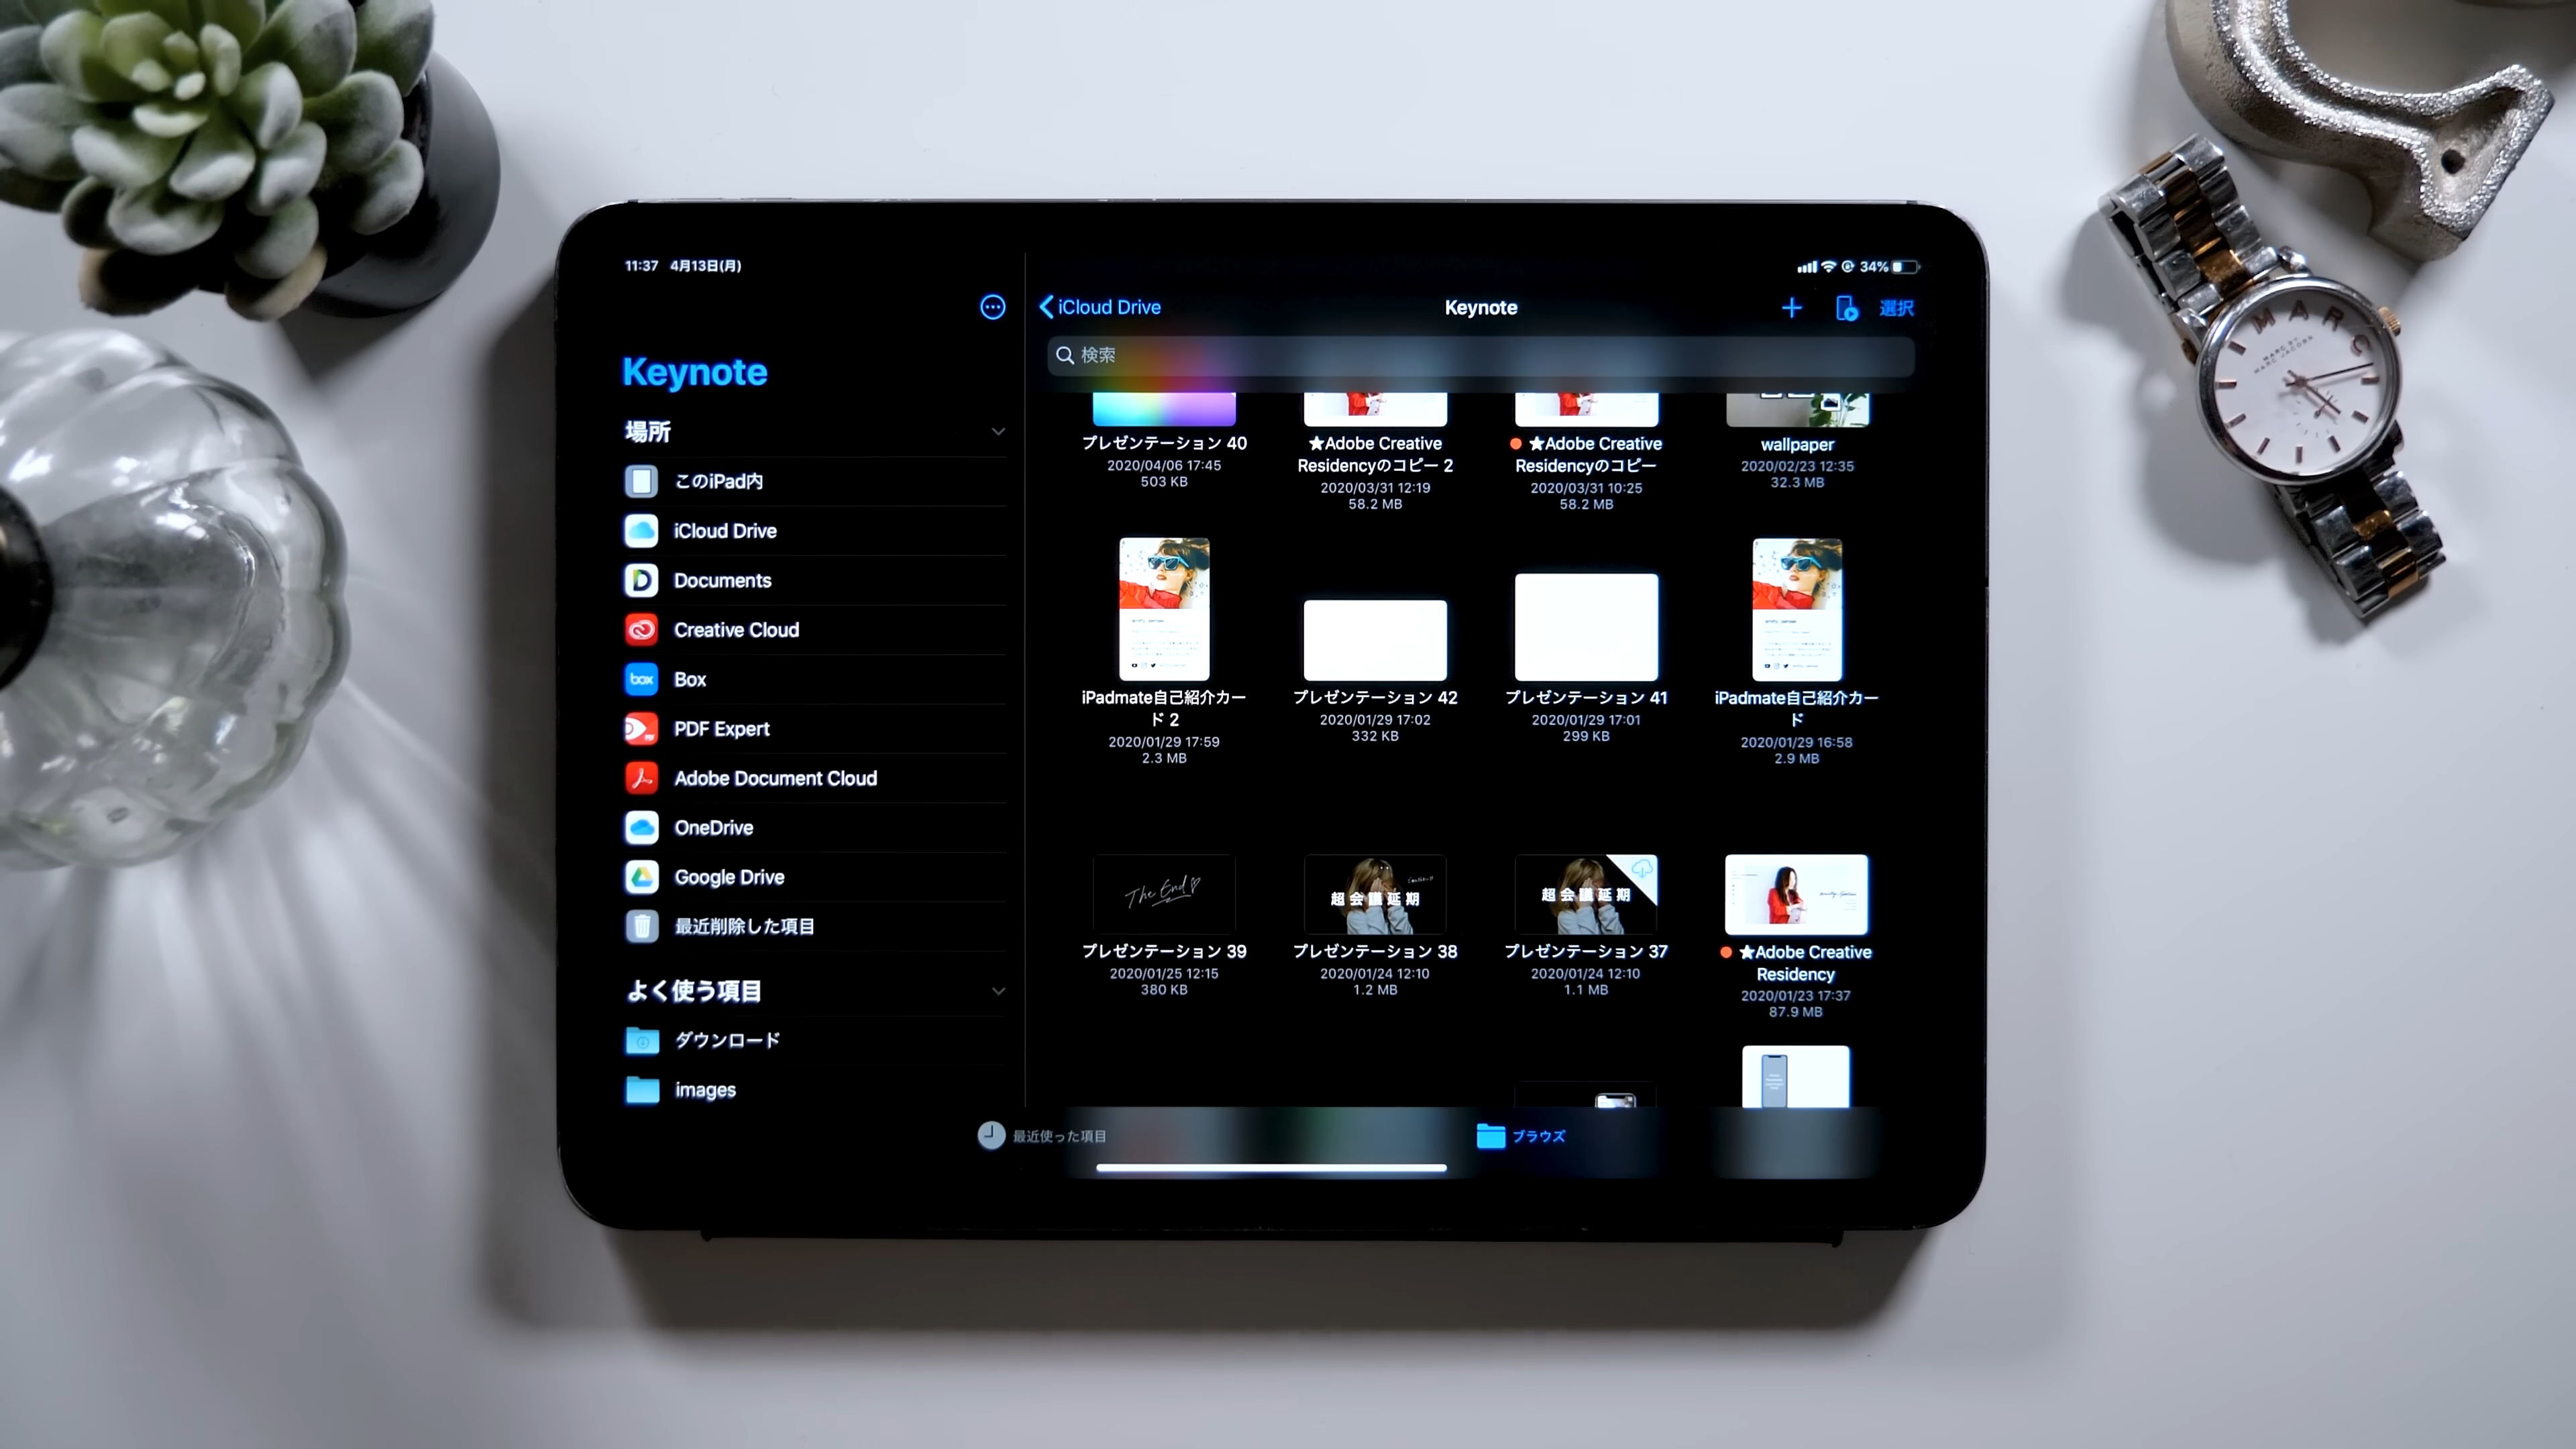 11:37 4月13日(月)
34%
iCloud Drive
Keynote
選択
検索
Keynote
場所
このiPad内
iCloud Drive
Documents
Creative Cloud
box
Box
PDF Expert
Adobe Document Cloud
OneDrive
Google Drive
最近削除した項目
よく使う項目
ダウンロード
images
プレゼンテーション 40
2020/04/06 17:45
503 KB
★Adobe Creative
Residencyのコピー 2
2020/03/31 12:19
58.2 MB
★Adobe Creative
Residencyのコピー
2020/03/31 10:25
58.2 MB
wallpaper
2020/02/23 12:35
32.3 MB
iPadmate自己紹介カー
ド 2
2020/01/29 17:59
2.3 MB
プレゼンテーション 42
2020/01/29 17:02
332 KB
プレゼンテーション 41
2020/01/29 17:01
299 KB
iPadmate自己紹介カー
ド
2020/01/29 16:58
2.9 MB
The End
プレゼンテーション 39
2020/01/25 12:15
380 KB
超会議延期
プレゼンテーション 38
2020/01/24 12:10
1.2 MB
超会議延期
プレゼンテーション 37
2020/01/24 12:10
1.1 MB
★Adobe Creative
Residency
2020/01/23 17:37
87.9 MB
最近使った項目
ブラウズ
MARC
MARC BY
MARC JACOBS